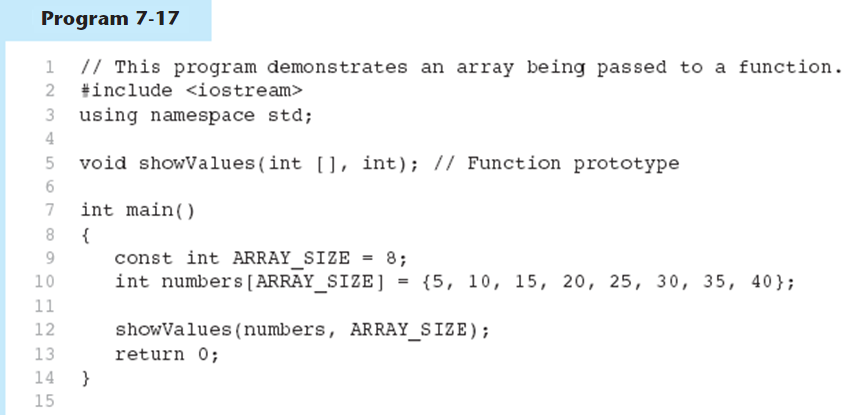 Program 7-17
1 // This program demonstrates an array being passed to a function.
2 #include <iostream>
3 using namespace std;
4
5 void showValues(int [], int); // Function prototype
6
7 int main()
8 {
9 const int ARRAY_SIZE = 8;
10 int numbers[ARRAY_SIZE] = {5, 10, 15, 20, 25, 30, 35, 40};
11
12 showValues(numbers, ARRAY_SIZE);
13 return 0;
14 }
15